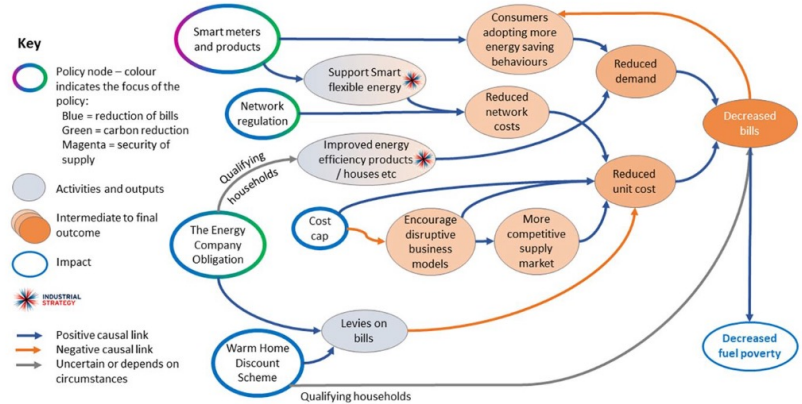 Key
Policy node – colour
indicates the focus of the
policy:
Blue = reduction of bills
Green = carbon reduction
Magenta = security of
supply
Activities and outputs
Intermediate to final
outcome
Impact
INDUSTRIAL
STRATEGY
Positive causal link
Negative causal link
Uncertain or depends on
circumstances
Smart meters
and products
Consumers
adopting more
energy saving
behaviours
Support Smart
flexible energy
Reduced
demand
Network
regulation
Reduced
network
costs
Decreased
bills
Qualifying
households
Improved energy
efficiency products
/ houses etc
Reduced
unit cost
The Energy
Company
Obligation
Cost
cap
Encourage
disruptive
business
models
More
competitive
supply
market
Levies on
bills
Warm Home
Discount
Scheme
Decreased
fuel poverty
Qualifying households